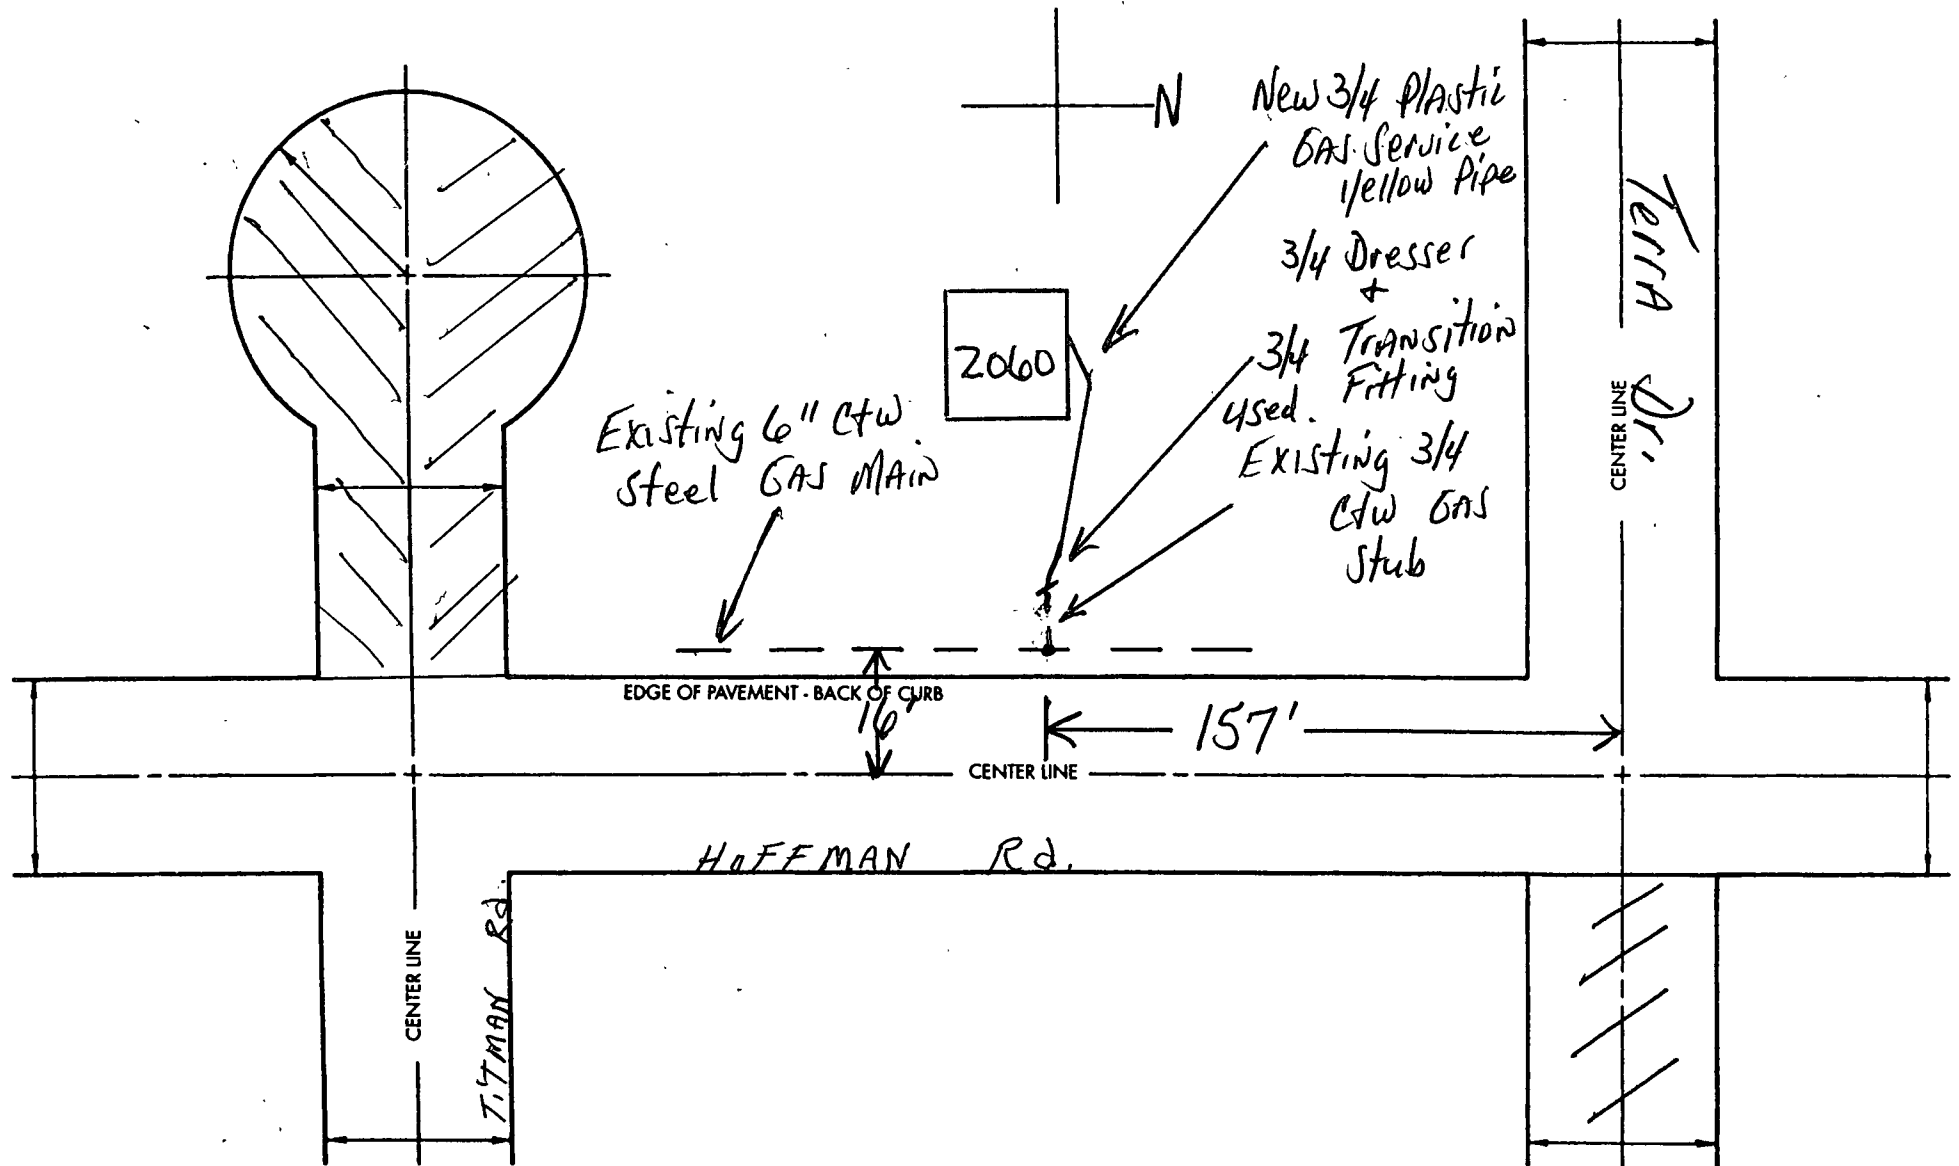 N
New 3/4 Plastic
GAS Service
Yellow Pipe
3/4 Dresser
+
3/4 TRANSITION
Fitting
used.
Existing 3/4
C+W GAS
Stub
2060
Existing 6" C+W
Steel GAS MAIN
TerrA Dr.
CENTER LINE
EDGE OF PAVEMENT - BACK OF CURB
16'
157'
CENTER LINE
HOFFMAN Rd.
CENTER LINE
TITMAN Rd